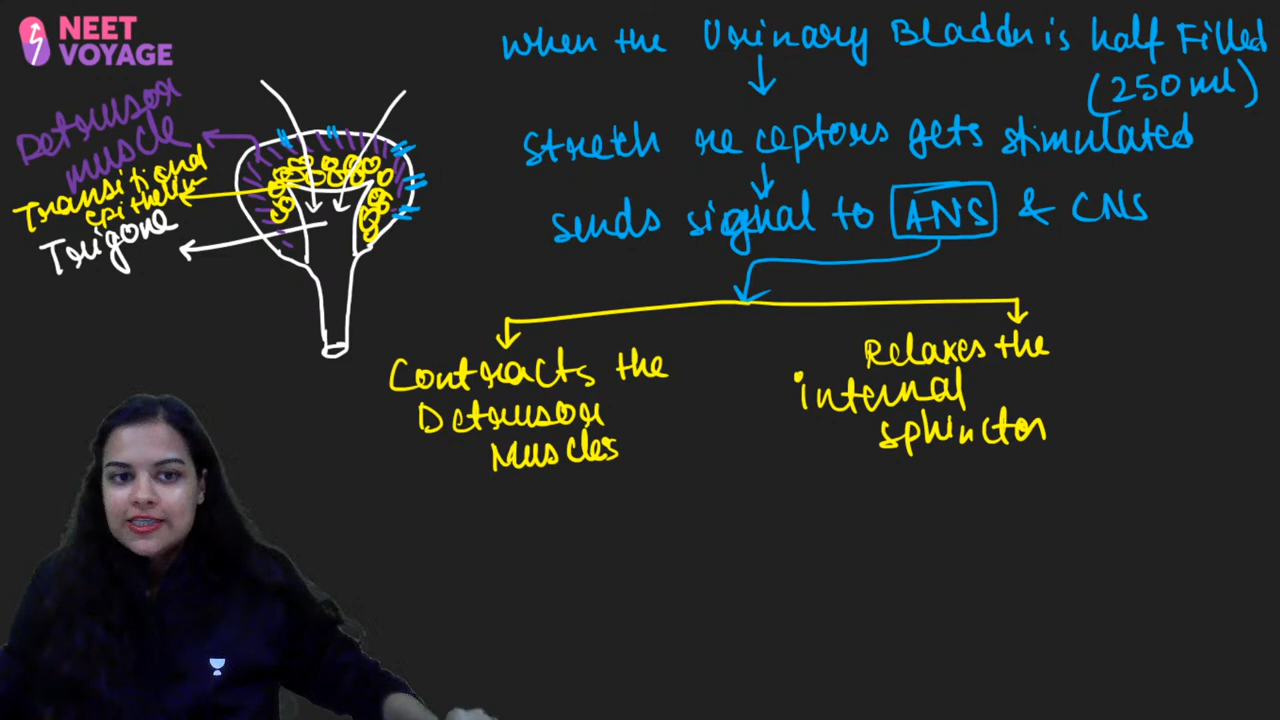 NEET
VOYAGE
When the Urinary Bladder is half Filled
(250 ml)
Stretch receptors gets stimulated
sends signal to ANS & CNS
Detrusor
muscle
Transitional
epithelium
Trigone
Contracts the
Detrusor
Muscles
Relaxes the
internal
sphinctor